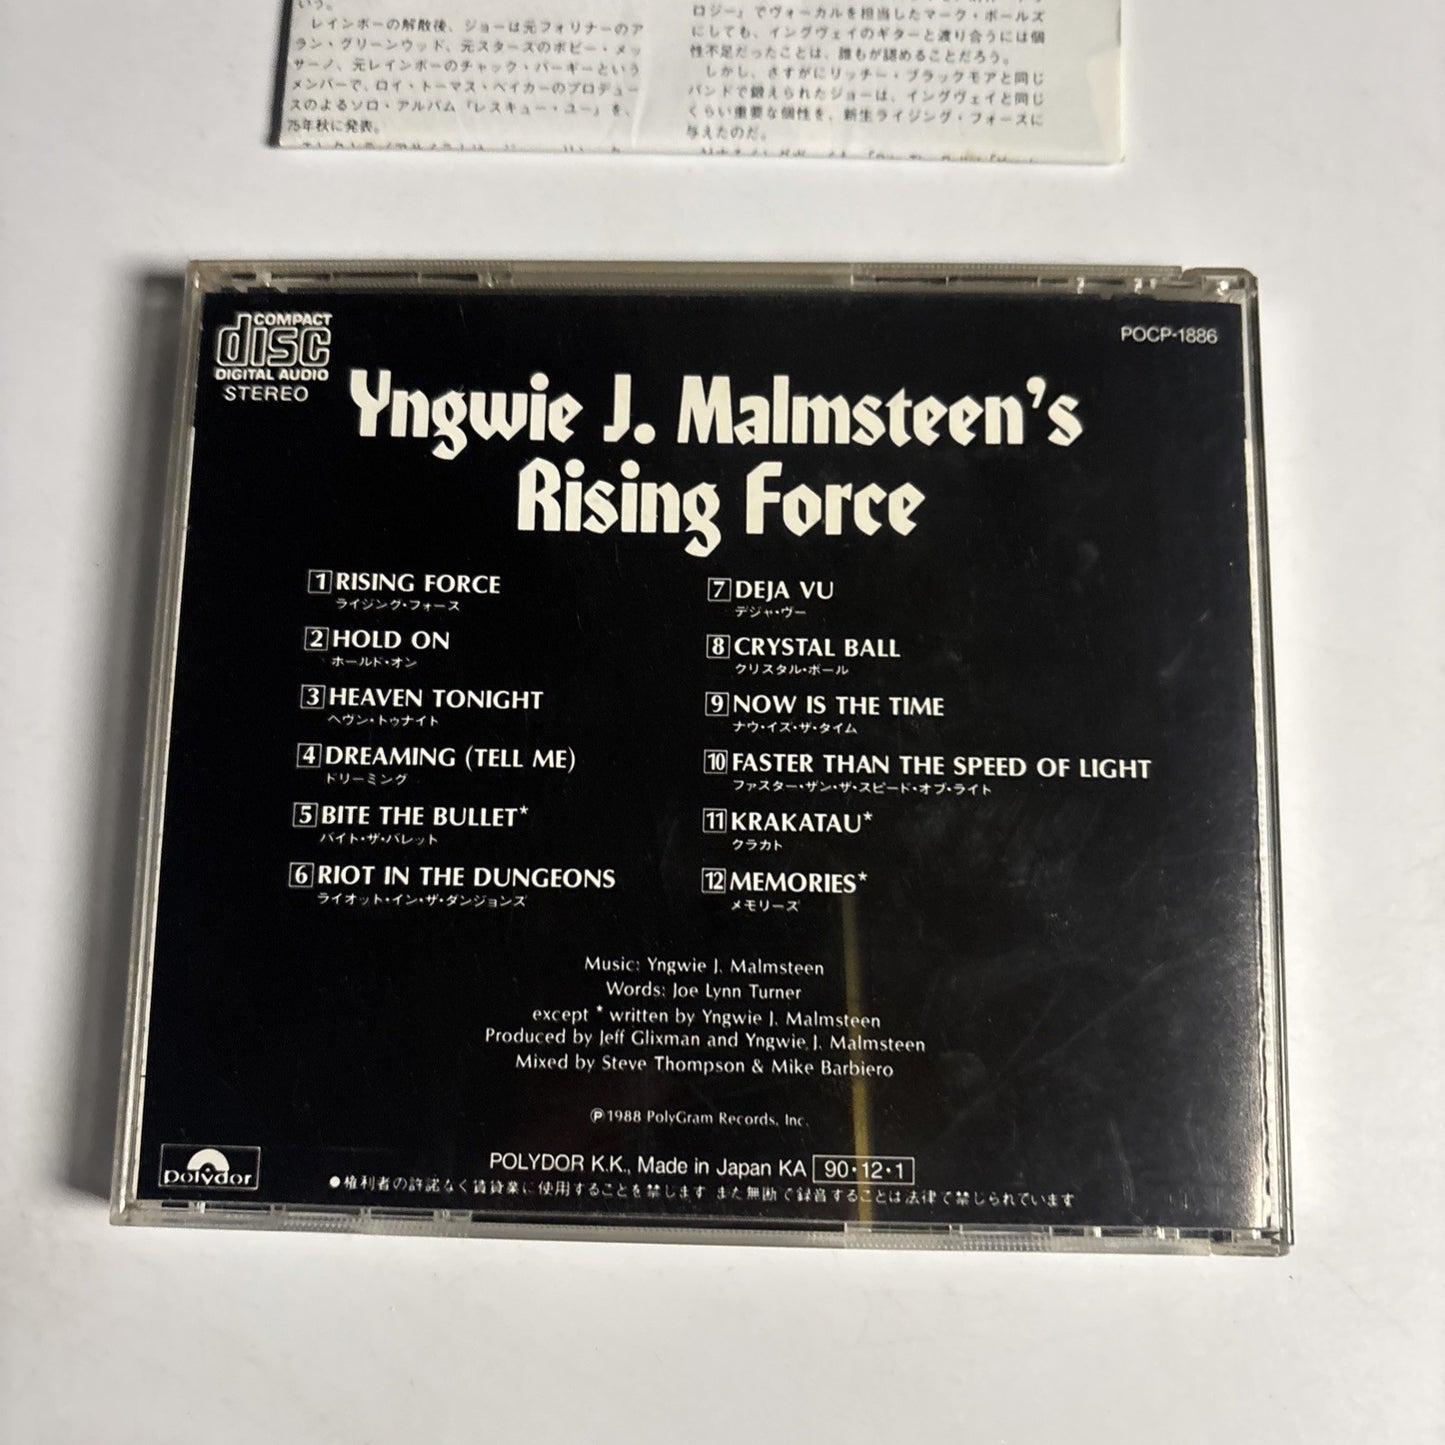 いう。
レインボーの解散後、ジョーは元フォリナーのア
ラン・グリーンウッド、元スターズのボビー・メッ
サーノ、元レインボーのチャック・バーギーという
メンバーで、ロイ・トーマス・ベイカーのプロデュー
スのよるソロ・アルバム『レスキュー・ユー』を、
75年秋に発表。
ロジー』でヴォーカルを担当したマーク・ボールズ
にしても、イングヴェイのギターと渡り合うには個
性不足だったことは、誰もが認めることだろう。
しかし、さすがにリッチー・ブラックモアと同じ
バンドで鍛えられたジョーは、イングヴェイと同じ
くらい重要な個性を、新生ライジング・フォースに
与えたのだ。
COMPACT
disc
DIGITAL AUDIO
STEREO
POCP-1886
Yngwie J. Malmsteen's
Rising Force
1 RISING FORCE
ライジング・フォース
2 HOLD ON
ホールド・オン
3 HEAVEN TONIGHT
ヘヴン・トゥナイト
4 DREAMING (TELL ME)
ドリーミング
5 BITE THE BULLET*
バイト・ザ・バレット
6 RIOT IN THE DUNGEONS
ライオット・イン・ザ・ダンジョンズ
7 DEJA VU
デジャ・ヴー
8 CRYSTAL BALL
クリスタル・ボール
9 NOW IS THE TIME
ナウ・イズ・ザ・タイム
10 FASTER THAN THE SPEED OF LIGHT
ファスター・ザン・ザ・スピード・オブ・ライト
11 KRAKATAU*
クラカト
12 MEMORIES*
メモリーズ
Music: Yngwie J. Malmsteen
Words: Joe Lynn Turner
except * written by Yngwie J. Malmsteen
Produced by Jeff Glixman and Yngwie J. Malmsteen
Mixed by Steve Thompson & Mike Barbiero
℗1988 PolyGram Records, Inc.
polydor
POLYDOR K.K., Made in Japan KA 90・12・1
●権利者の許諾なく賃貸業に使用することを禁じます また無断で録音することは法律で禁じられています